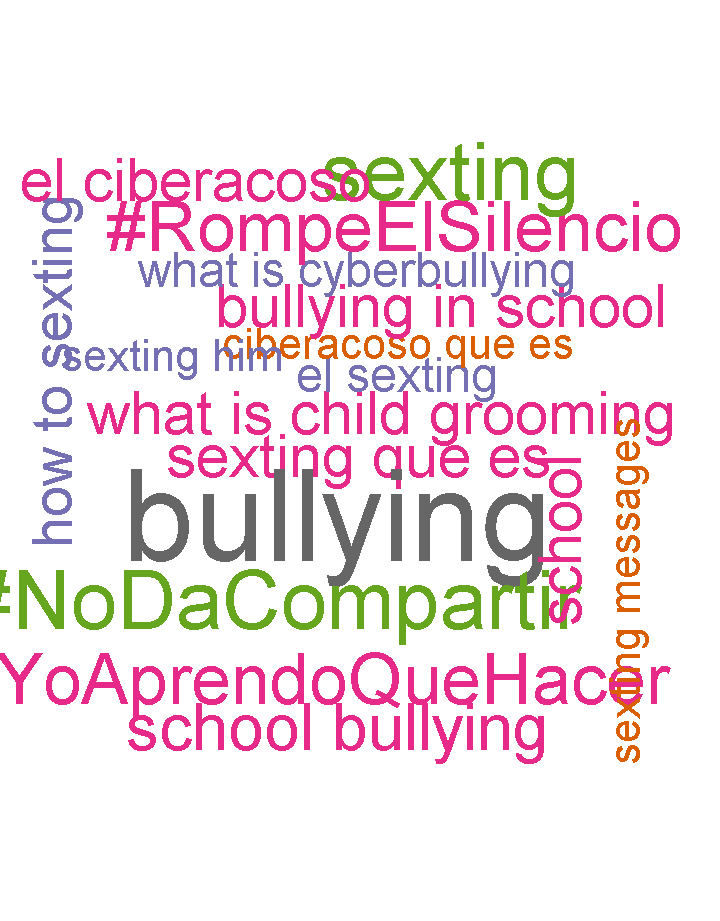 sexting
el ciberacoso
#RompeElSilencio
how to sexting
what is cyberbullying
bullying in school
ciberacoso que es
sexting him
el sexting
what is child grooming
sexting que es
sexting messages
school
bullying
#NoDaCompartir
YoAprendoQueHacer
school bullying